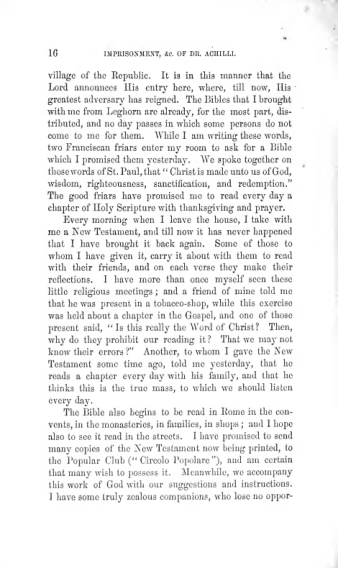 16 IMPRISONMENT, &c. OF DR. ACHILLI.
village of the Republic. It is in this manner that the
Lord announces His entry here, where, till now, His
greatest adversary has reigned. The Bibles that I brought
with me from Leghorn are already, for the most part, dis-
tributed, and no day passes in which some persons do not
come to me for them. While I am writing these words,
two Franciscan friars enter my room to ask for a Bible
which I promised them yesterday. We spoke together on
those words of St. Paul, that “ Christ is made unto us of God,
wisdom, righteousness, sanctification, and redemption.”
The good friars have promised me to read every day a
chapter of Holy Scripture with thanksgiving and prayer.
Every morning when I leave the house, I take with
me a New Testament, and till now it has never happened
that I have brought it back again. Some of those to
whom I have given it, carry it about with them to read
with their friends, and on each verse they make their
reflections. I have more than once myself seen these
little religious meetings ; and a friend of mine told me
that he was present in a tobacco-shop, while this exercise
was held about a chapter in the Gospel, and one of those
present said, “ Is this really the Word of Christ? Then,
why do they prohibit our reading it? That we may not
know their errors ?” Another, to whom I gave the New
Testament some time ago, told me yesterday, that he
reads a chapter every day with his family, and that he
thinks this is the true mass, to which we should listen
every day.
The Bible also begins to be read in Rome in the con-
vents, in the monasteries, in families, in shops ; and I hope
also to see it read in the streets. I have promised to send
many copies of the New Testament now being printed, to
the Popular Club (“ Circolo Popolare ”), and am certain
that many wish to possess it. Meanwhile, we accompany
this work of God with our suggestions and instructions.
I have some truly zealous companions, who lose no oppor-